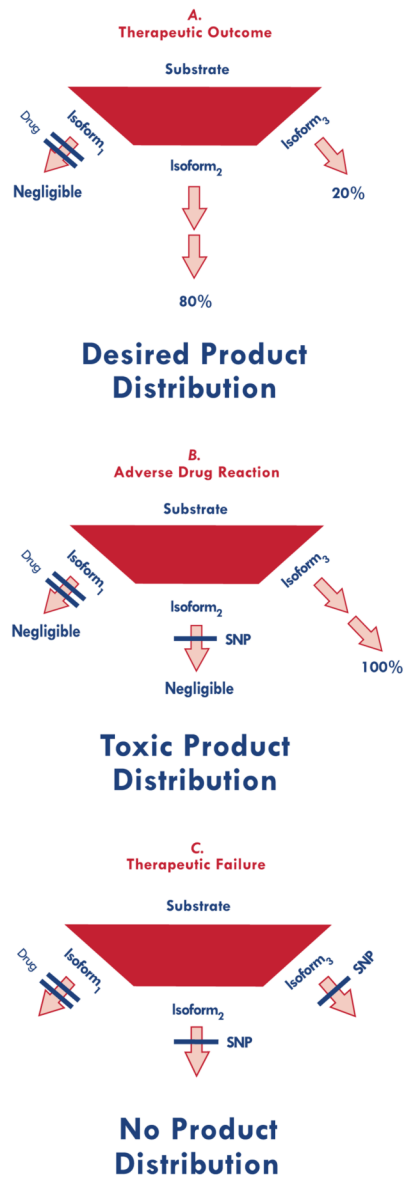 A.
Therapeutic Outcome
Substrate
Drug
Isoform1
Isoform2
Isoform3
Negligible
20%
80%
Desired Product
Distribution
B.
Adverse Drug Reaction
Substrate
Drug
Isoform1
Isoform2
Isoform3
SNP
Negligible
Negligible
100%
Toxic Product
Distribution
C.
Therapeutic Failure
Substrate
Drug
Isoform1
Isoform2
Isoform3
SNP
SNP
No Product
Distribution